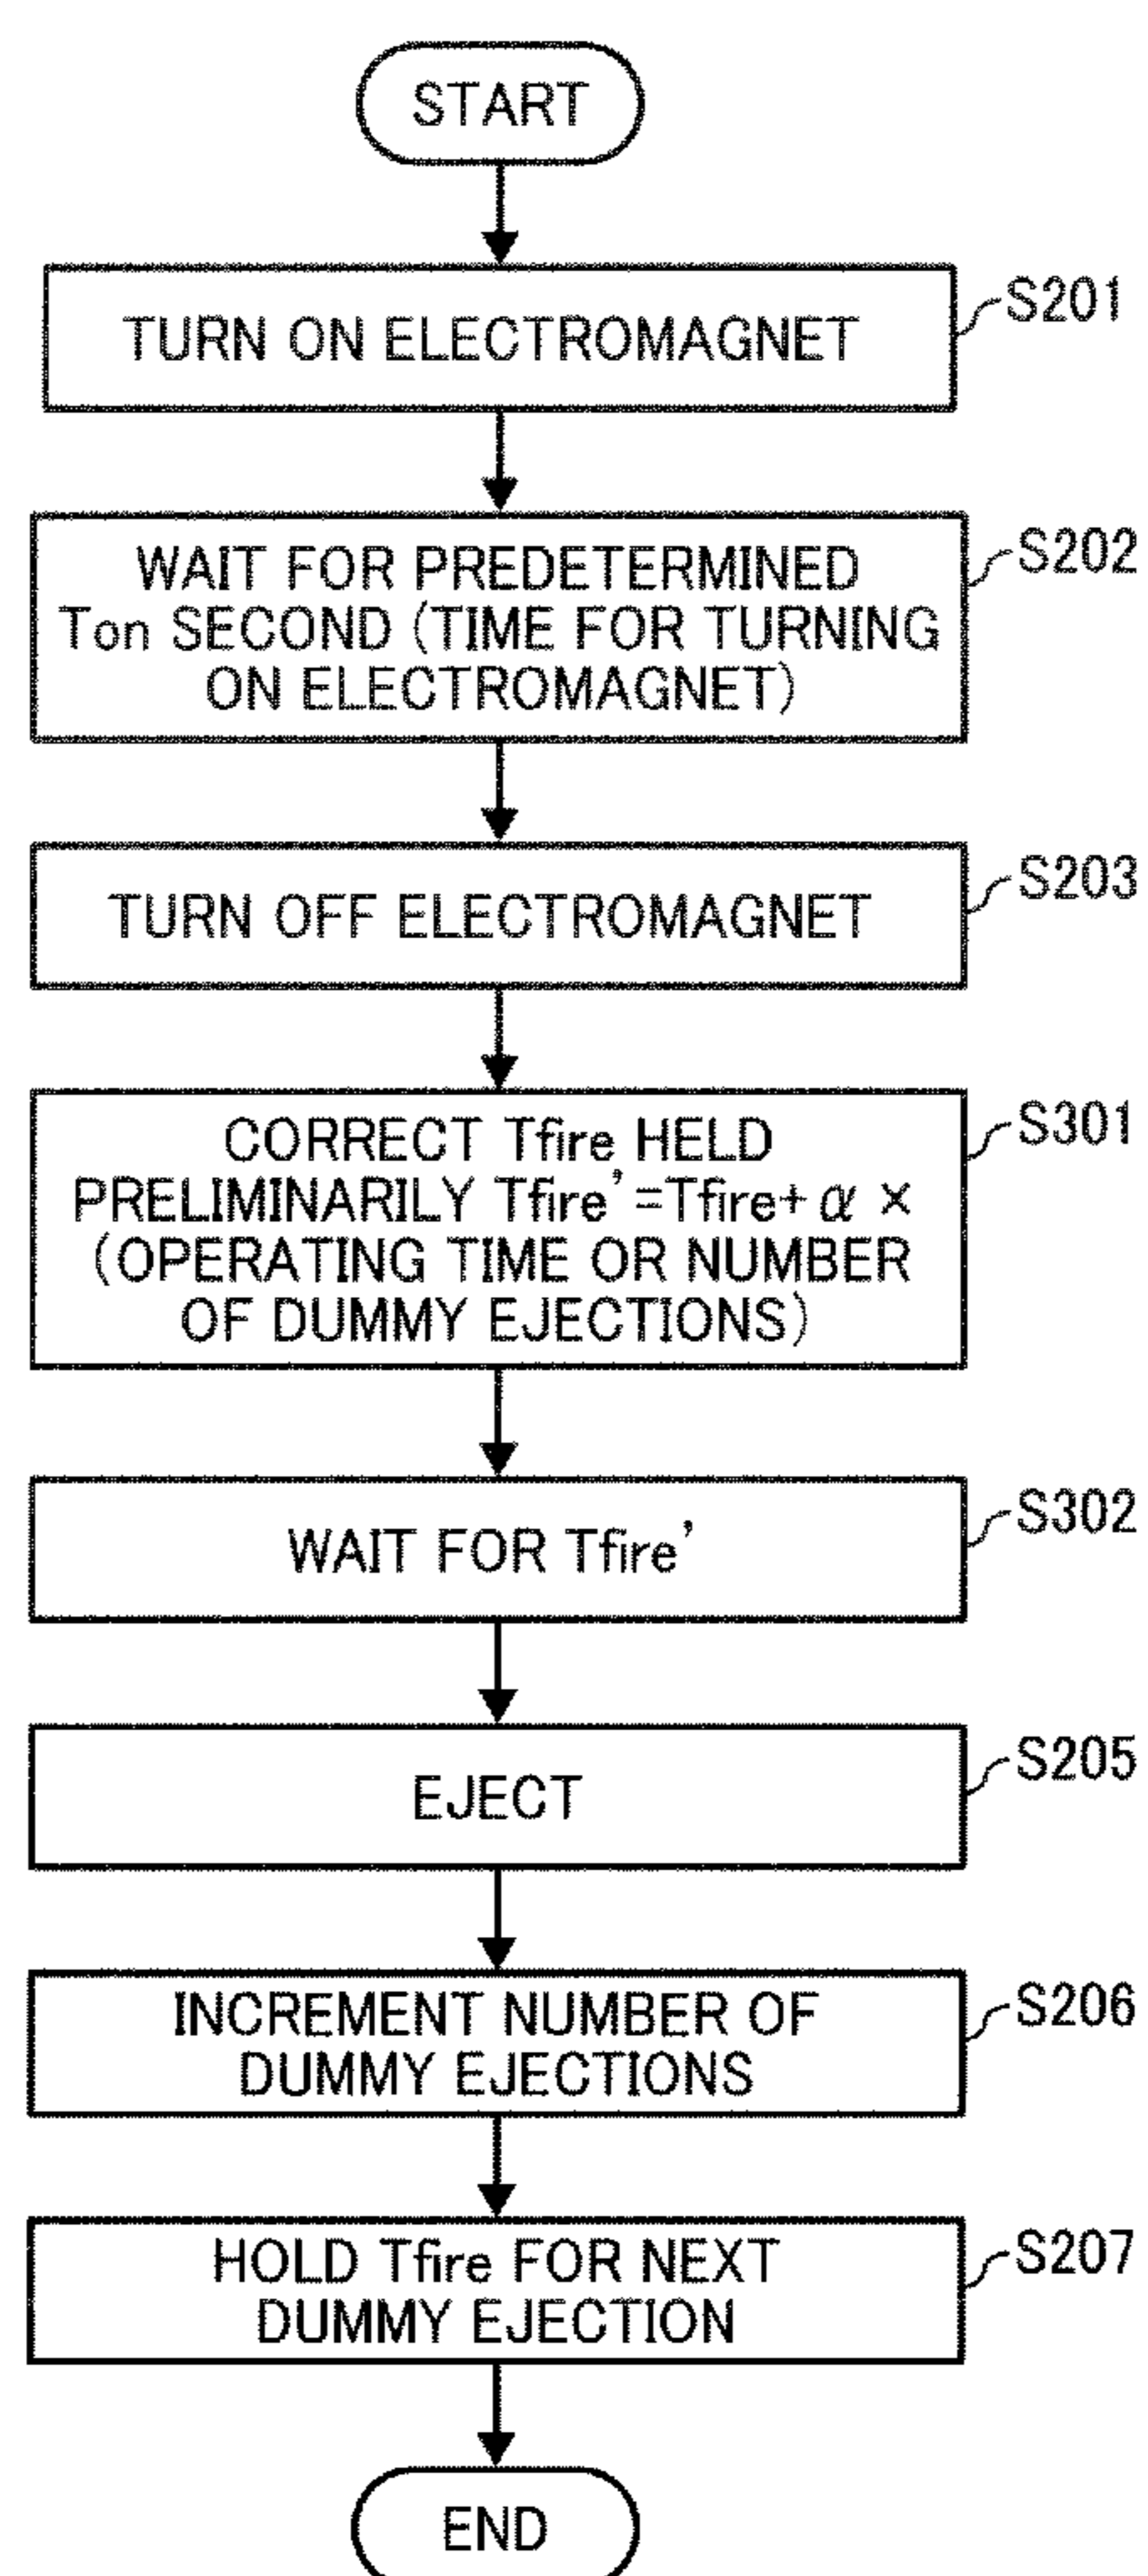 START
TURN ON ELECTROMAGNET
S201
WAIT FOR PREDETERMINED
Ton SECOND (TIME FOR TURNING
ON ELECTROMAGNET)
S202
TURN OFF ELECTROMAGNET
S203
CORRECT Tfire HELD
PRELIMINARILY Tfire'=Tfire+α×
(OPERATING TIME OR NUMBER
OF DUMMY EJECTIONS)
S301
WAIT FOR Tfire'
S302
EJECT
S205
INCREMENT NUMBER OF
DUMMY EJECTIONS
S206
HOLD Tfire FOR NEXT
DUMMY EJECTION
S207
END